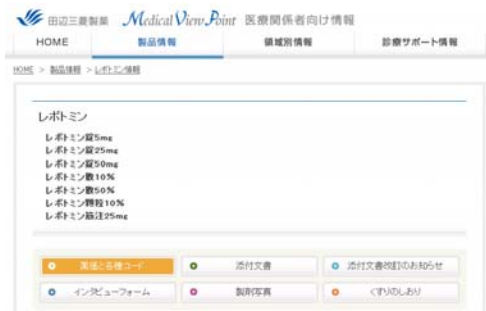 田辺三菱製薬 Medical View Point 医療関係者向け情報
HOME 製品情報 領域別情報 診療サポート情報
HOME > 製品情報 > レボトミン情報
レボトミン
レボトミン錠5mg
レボトミン錠25mg
レボトミン錠50mg
レボトミン散10%
レボトミン散50%
レボトミン顆粒10%
レボトミン筋注25mg
薬価と各種コード 添付文書 添付文書改訂のお知らせ
インタビューフォーム 製剤写真 くすりのしおり